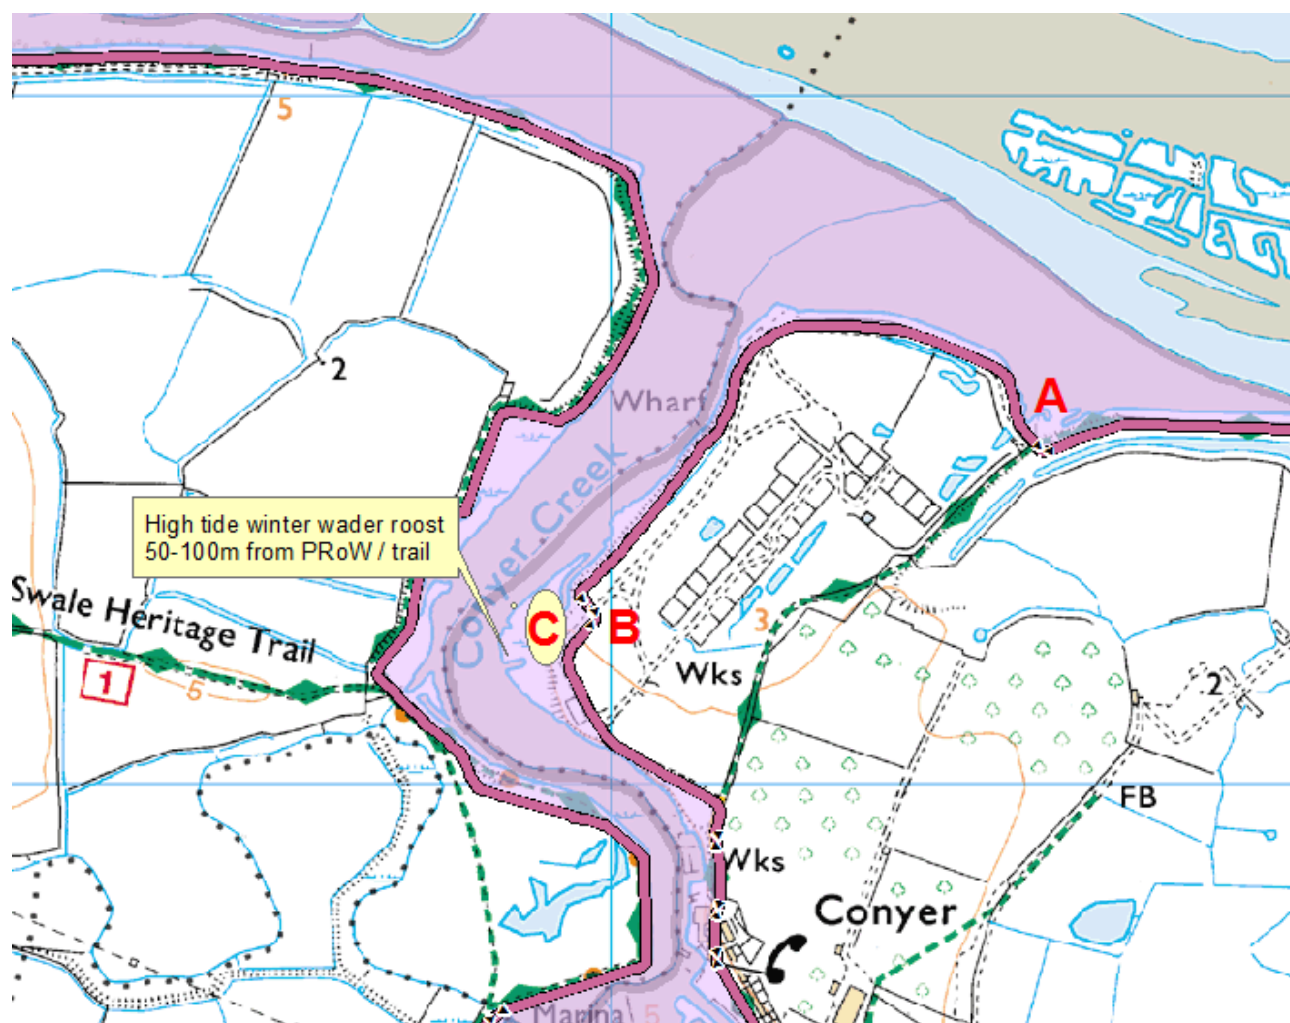 5
2
A
Wharf
Conyer Creek
High tide winter wader roost
50-100m from PRoW / trail
C
B
3
Swale Heritage Trail
1
5
Wks
2
FB
Wks
Conyer
Marina
5